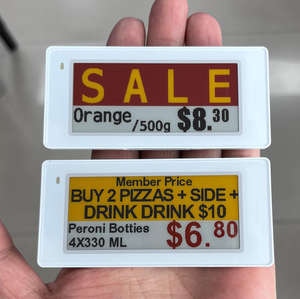 SALE
Orange /500g $8.30
Member Price
BUY 2 PIZZAS + SIDE +
DRINK DRINK $10
Peroni Botties
4X330 ML
$6.80